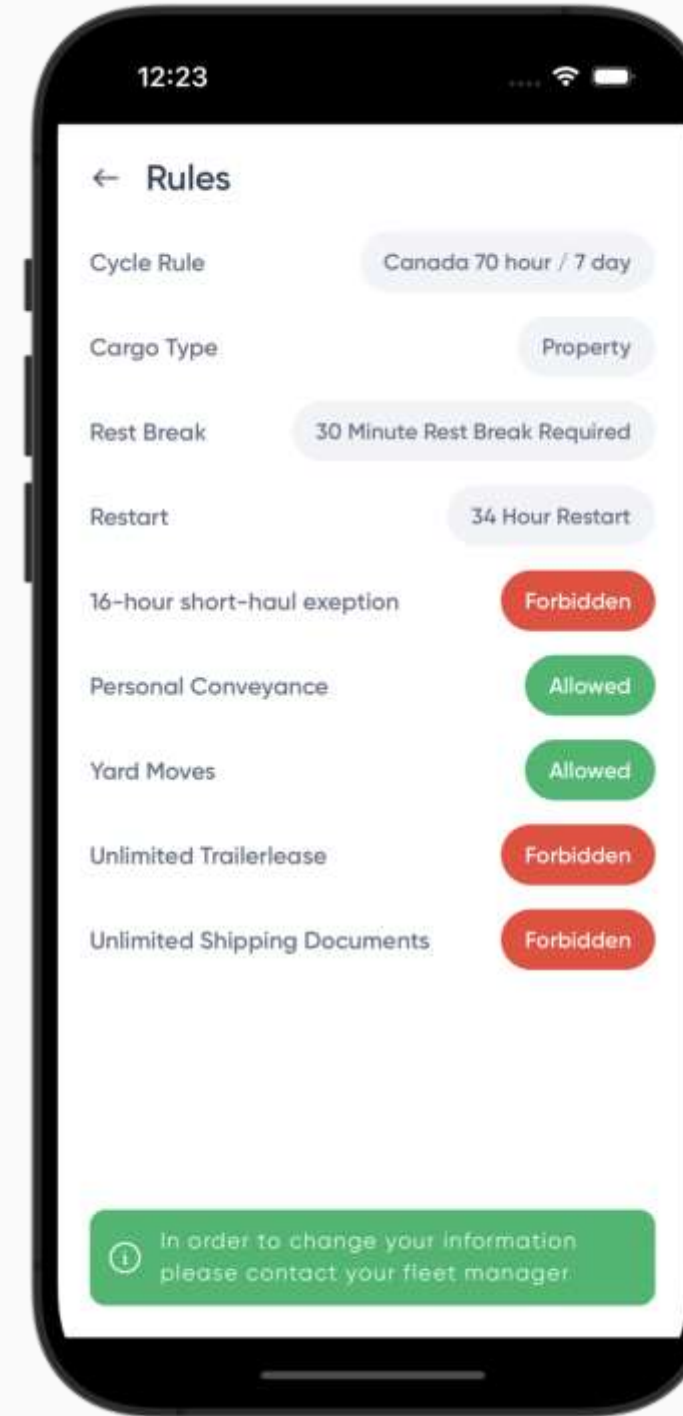 12:23
← Rules
Cycle Rule Canada 70 hour / 7 day
Cargo Type Property
Rest Break 30 Minute Rest Break Required
Restart 34 Hour Restart
16-hour short-haul exeption Forbidden
Personal Conveyance Allowed
Yard Moves Allowed
Unlimited Trailerlease Forbidden
Unlimited Shipping Documents Forbidden
In order to change your information
please contact your fleet manager